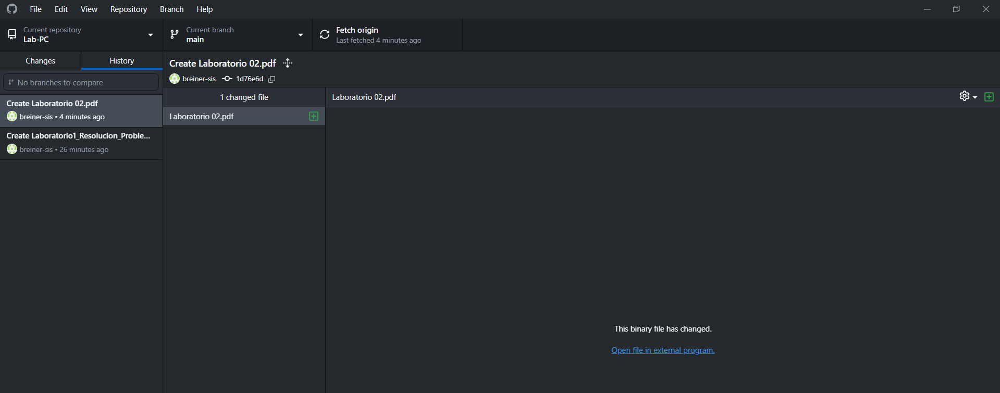 File Edit View Repository Branch Help
Current repository
Lab-PC
Current branch
main
Fetch origin
Last fetched 4 minutes ago
Changes
History
No branches to compare
Create Laboratorio 02.pdf
breiner-sis • 4 minutes ago
Create Laboratorio1_Resolucion_Proble...
breiner-sis • 26 minutes ago
Create Laboratorio 02.pdf
breiner-sis 1d76e6d
1 changed file
Laboratorio 02.pdf
Laboratorio 02.pdf
This binary file has changed.
Open file in external program.